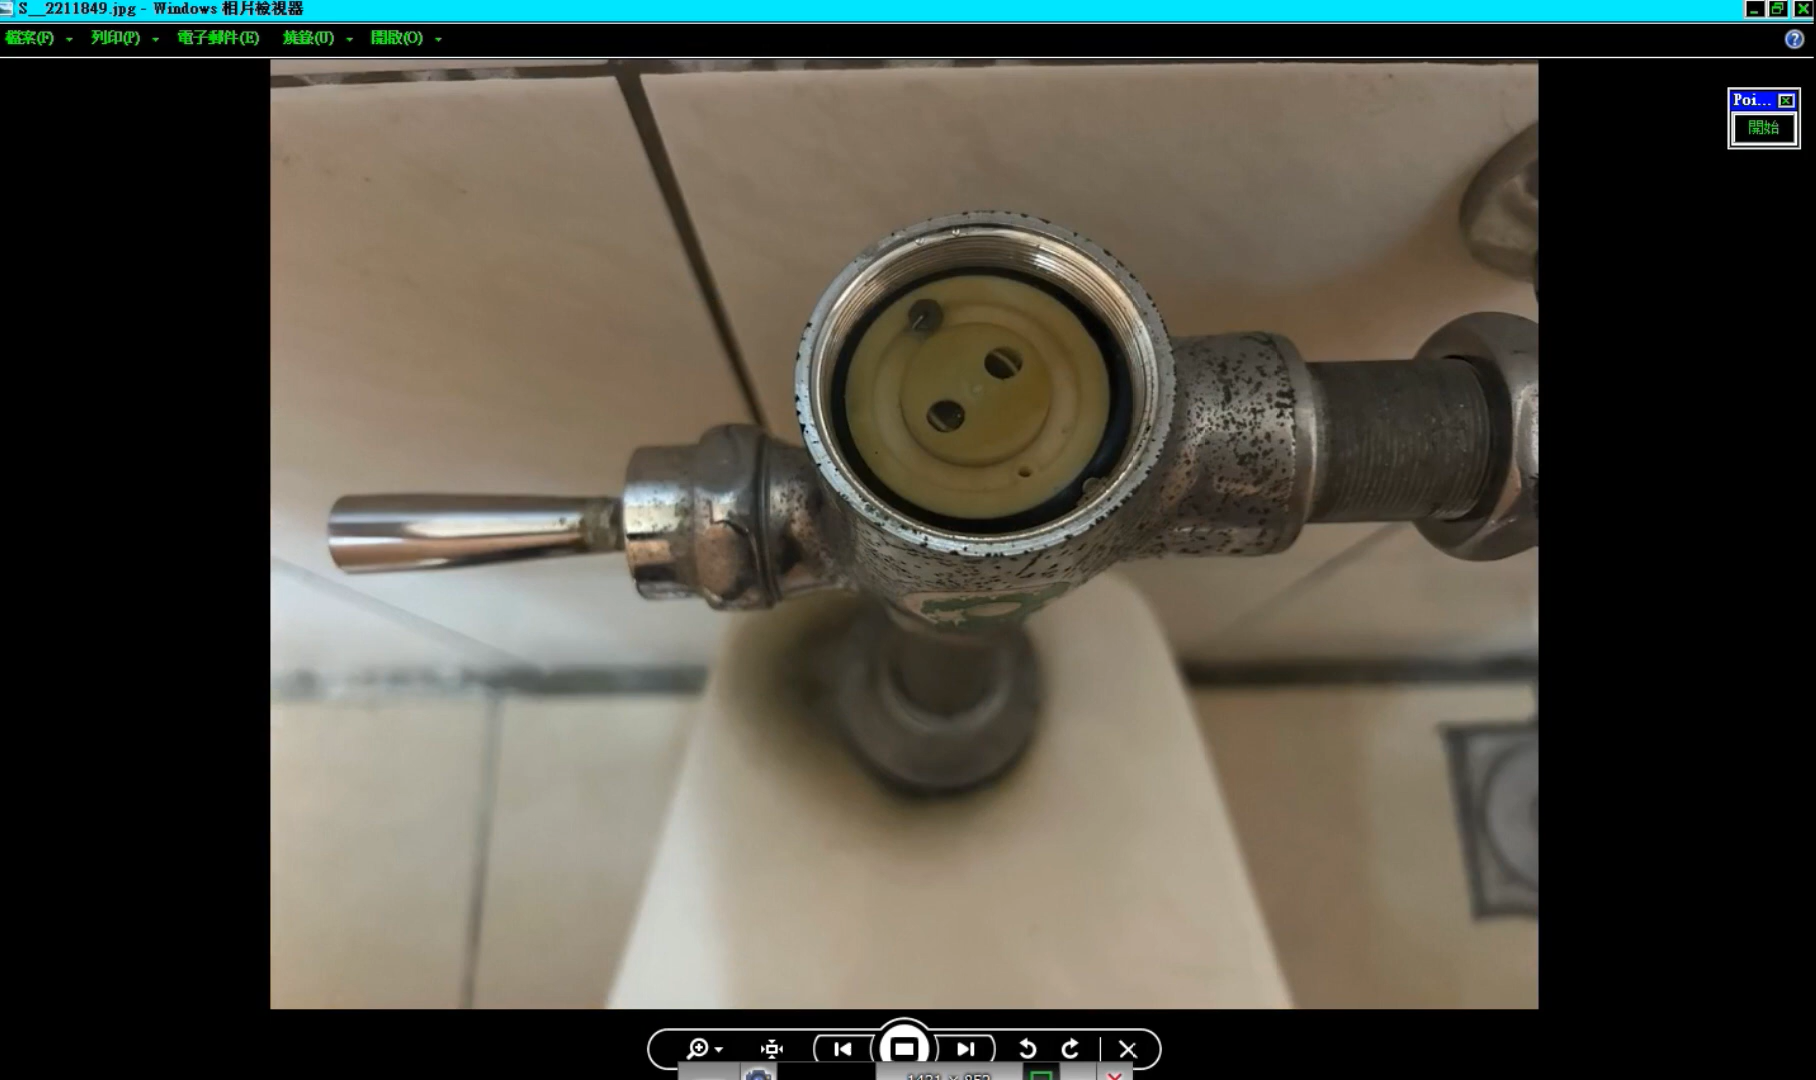 S__2211849.jpg - Windows 相片檢視器
檔案(F) 列印(P) 電子郵件(E) 燒錄(U) 開啟(O)
Poi...
開始